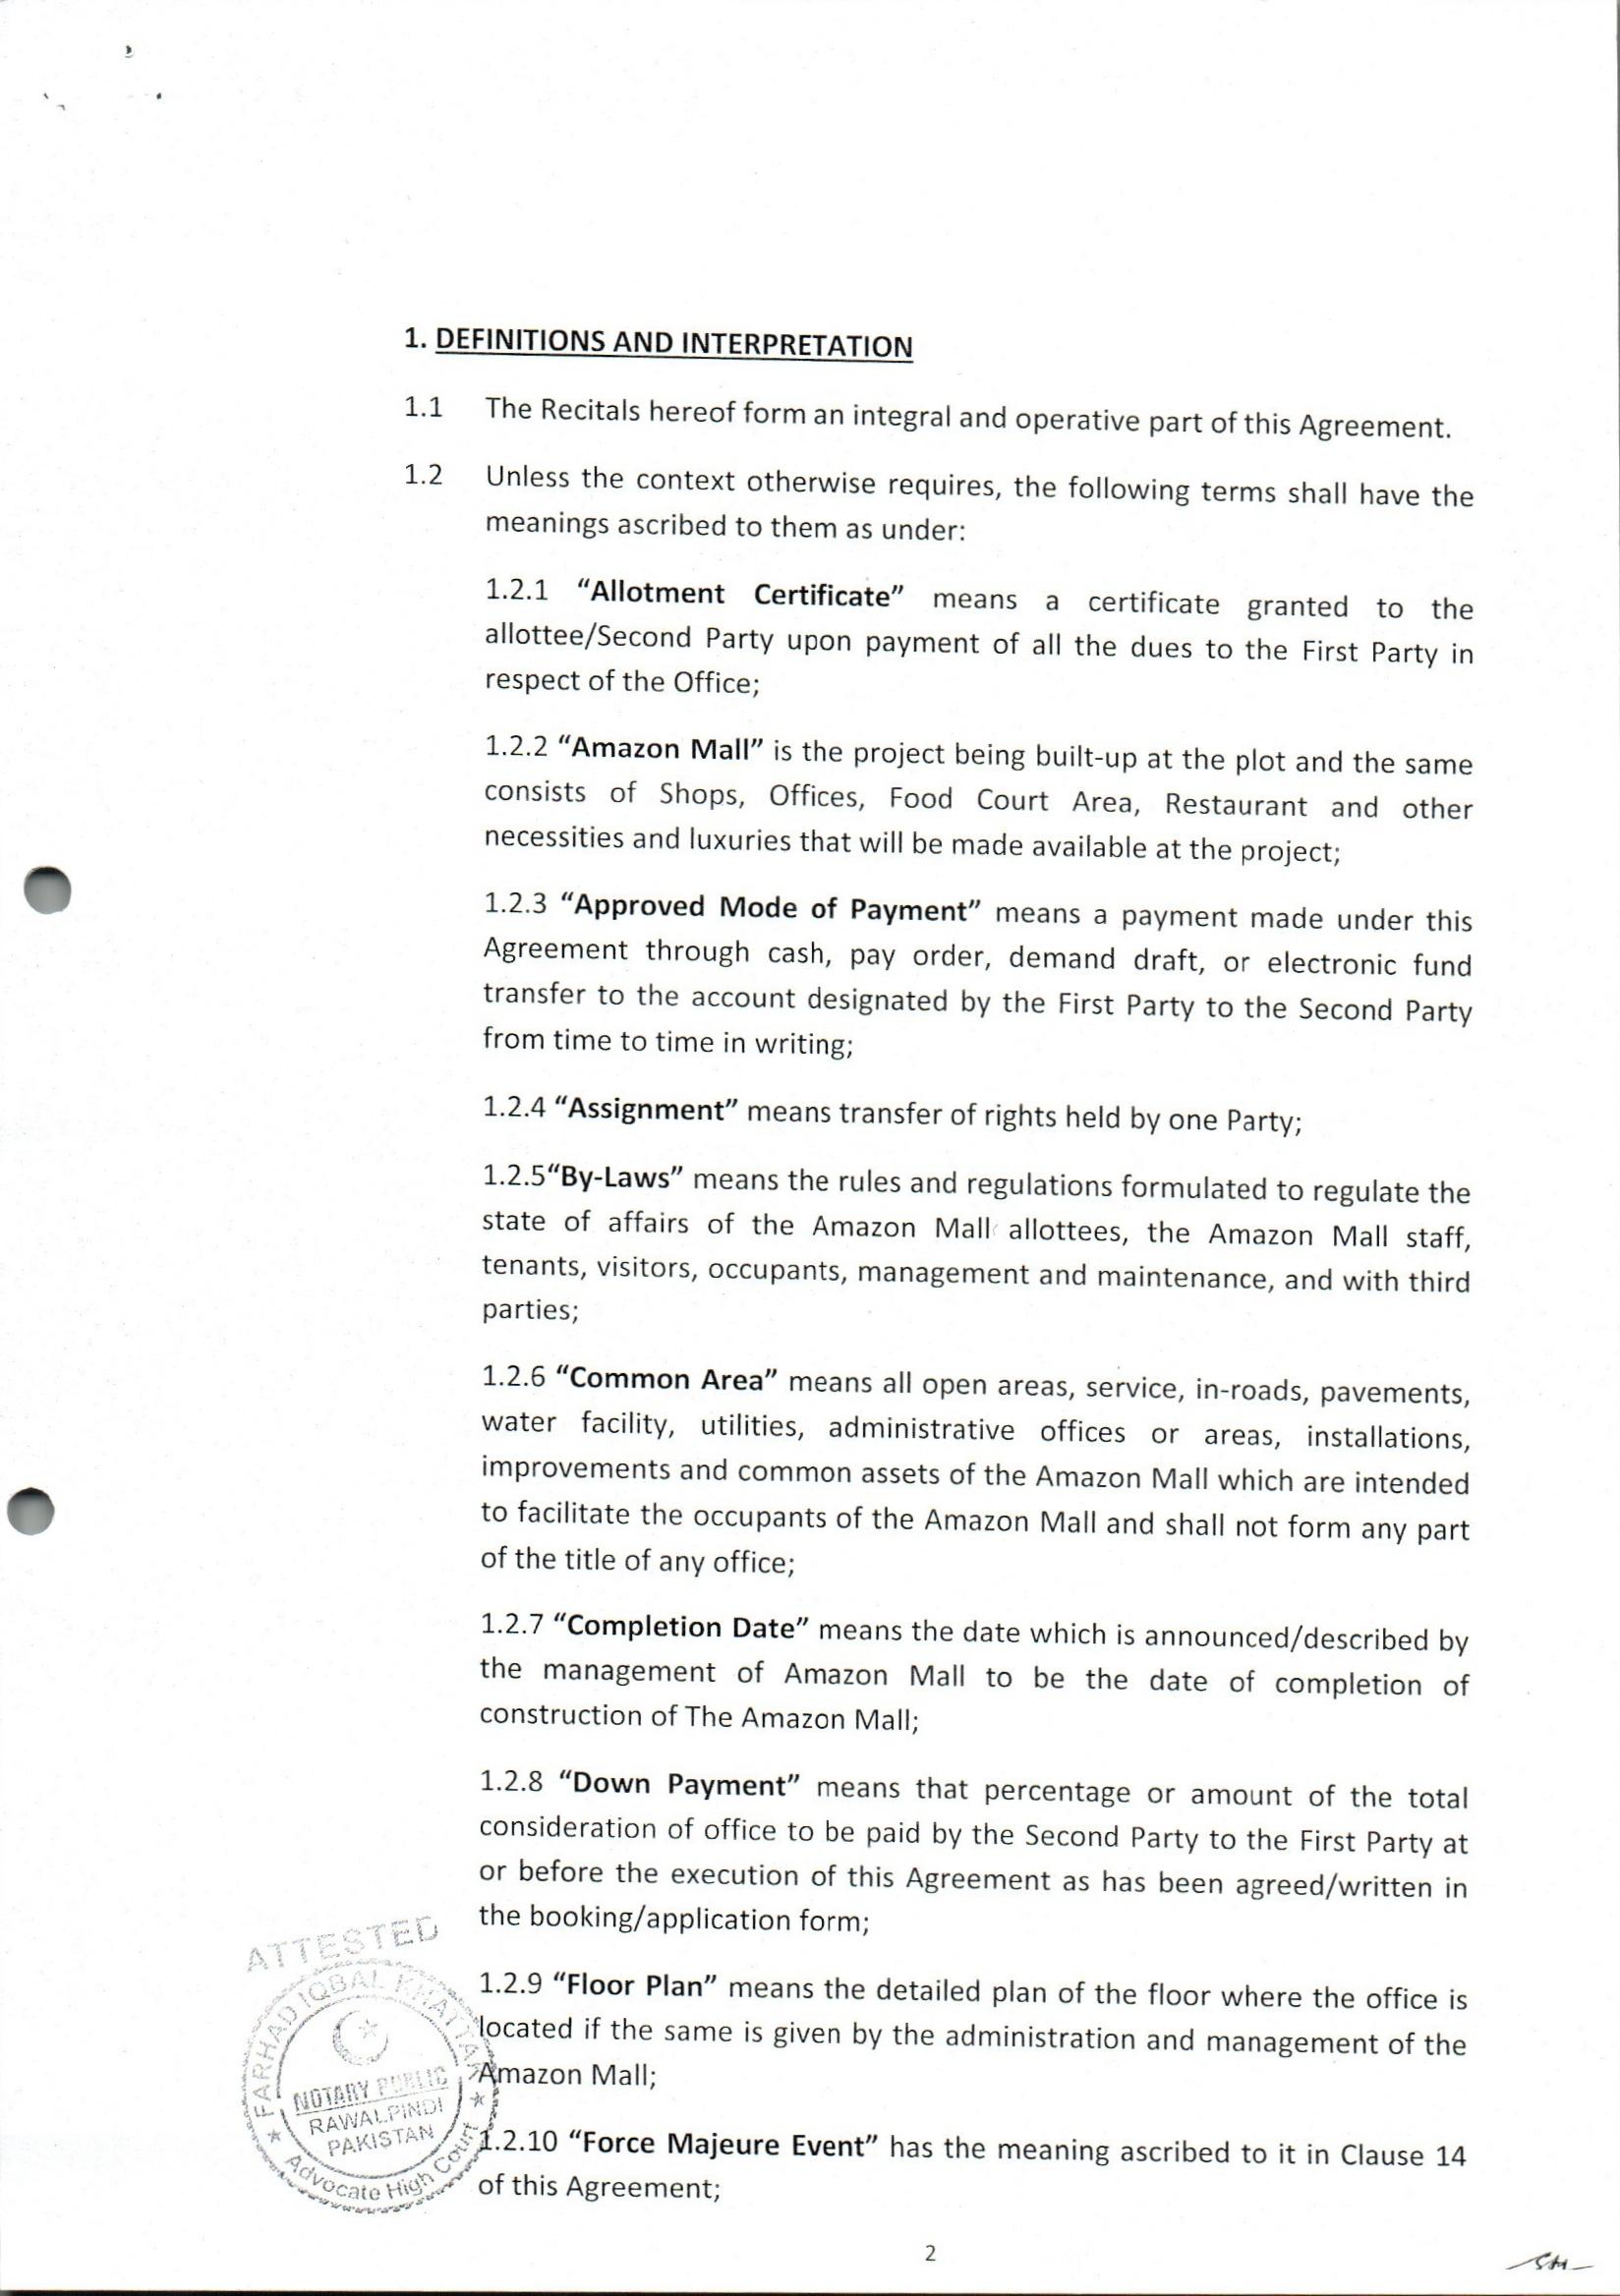 1. DEFINITIONS AND INTERPRETATION
1.1 The Recitals hereof form an integral and operative part of this Agreement.
1.2 Unless the context otherwise requires, the following terms shall have the
meanings ascribed to them as under:
1.2.1 “Allotment Certificate” means a certificate granted to the
allottee/Second Party upon payment of all the dues to the First Party in
respect of the Office;
1.2.2 “Amazon Mall” is the project being built-up at the plot and the same
consists of Shops, Offices, Food Court Area, Restaurant and other
necessities and luxuries that will be made available at the project;
1.2.3 “Approved Mode of Payment” means a payment made under this
Agreement through cash, pay order, demand draft, or electronic fund
transfer to the account designated by the First Party to the Second Party
from time to time in writing;
1.2.4 “Assignment” means transfer of rights held by one Party;
1.2.5“By-Laws” means the rules and regulations formulated to regulate the
state of affairs of the Amazon Mall allottees, the Amazon Mall staff,
tenants, visitors, occupants, management and maintenance, and with third
parties;
1.2.6 “Common Area” means all open areas, service, in-roads, pavements,
water facility, utilities, administrative offices or areas, installations,
improvements and common assets of the Amazon Mall which are intended
to facilitate the occupants of the Amazon Mall and shall not form any part
of the title of any office;
1.2.7 “Completion Date” means the date which is announced/described by
the management of Amazon Mall to be the date of completion of
construction of The Amazon Mall;
1.2.8 “Down Payment” means that percentage or amount of the total
consideration of office to be paid by the Second Party to the First Party at
or before the execution of this Agreement as has been agreed/written in
the booking/application form;
1.2.9 “Floor Plan” means the detailed plan of the floor where the office is
located if the same is given by the administration and management of the
Amazon Mall;
1.2.10 “Force Majeure Event” has the meaning ascribed to it in Clause 14
of this Agreement;
ATTESTED
FARHAD IQBAL KHATTAK
NOTARY PUBLIC
RAWALPINDI
PAKISTAN
Advocate High Court
2